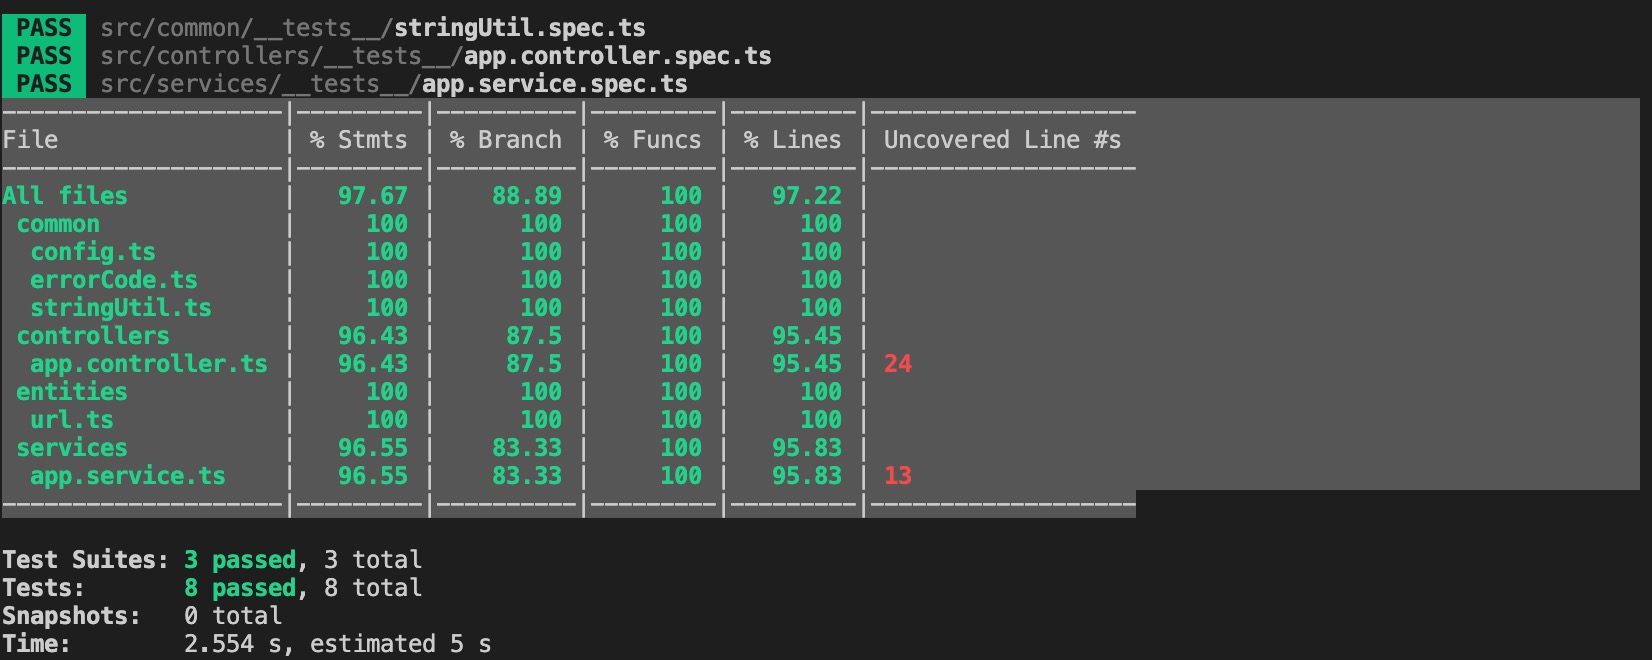 PASS src/common/__tests__/stringUtil.spec.ts
PASS src/controllers/__tests__/app.controller.spec.ts
PASS src/services/__tests__/app.service.spec.ts
--------------------|---------|----------|---------|---------|-------------------
File                | % Stmts | % Branch | % Funcs | % Lines | Uncovered Line #s
--------------------|---------|----------|---------|---------|-------------------
All files           |   97.67 |    88.89 |     100 |   97.22 |
 common             |     100 |      100 |     100 |     100 |
  config.ts         |     100 |      100 |     100 |     100 |
  errorCode.ts      |     100 |      100 |     100 |     100 |
  stringUtil.ts     |     100 |      100 |     100 |     100 |
 controllers        |   96.43 |     87.5 |     100 |   95.45 |
  app.controller.ts |   96.43 |     87.5 |     100 |   95.45 | 24
 entities           |     100 |      100 |     100 |     100 |
  url.ts            |     100 |      100 |     100 |     100 |
 services           |   96.55 |    83.33 |     100 |   95.83 |
  app.service.ts    |   96.55 |    83.33 |     100 |   95.83 | 13
--------------------|---------|----------|---------|---------|-------------------
Test Suites: 3 passed, 3 total
Tests:       8 passed, 8 total
Snapshots:   0 total
Time:        2.554 s, estimated 5 s